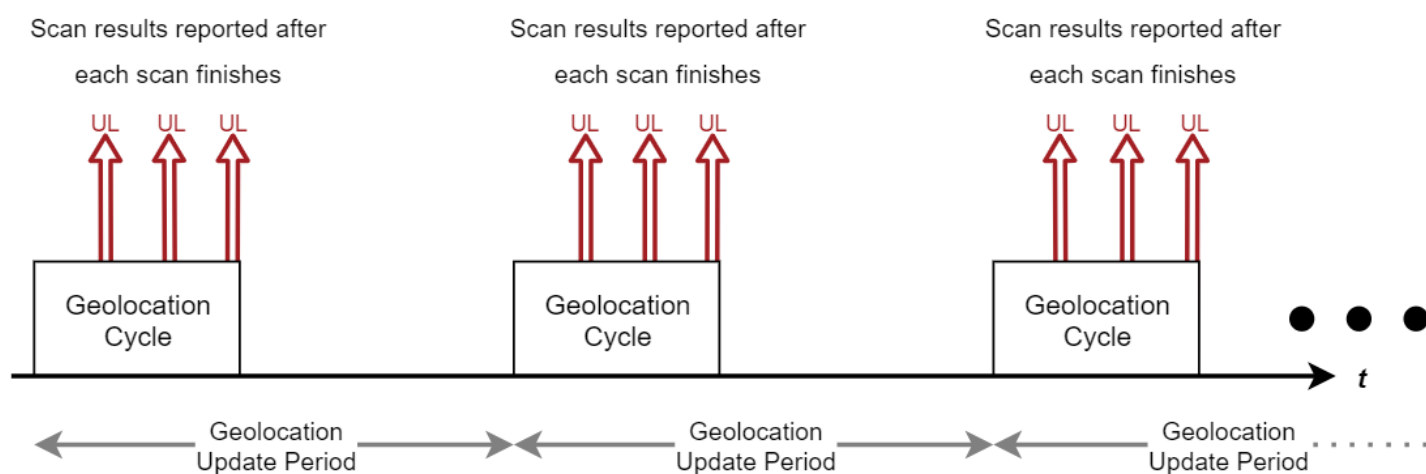 Scan results reported after
each scan finishes
Scan results reported after
each scan finishes
Scan results reported after
each scan finishes
UL UL UL
UL UL UL
UL UL UL
Geolocation
Cycle
Geolocation
Cycle
Geolocation
Cycle
t
Geolocation
Update Period
Geolocation
Update Period
Geolocation
Update Period